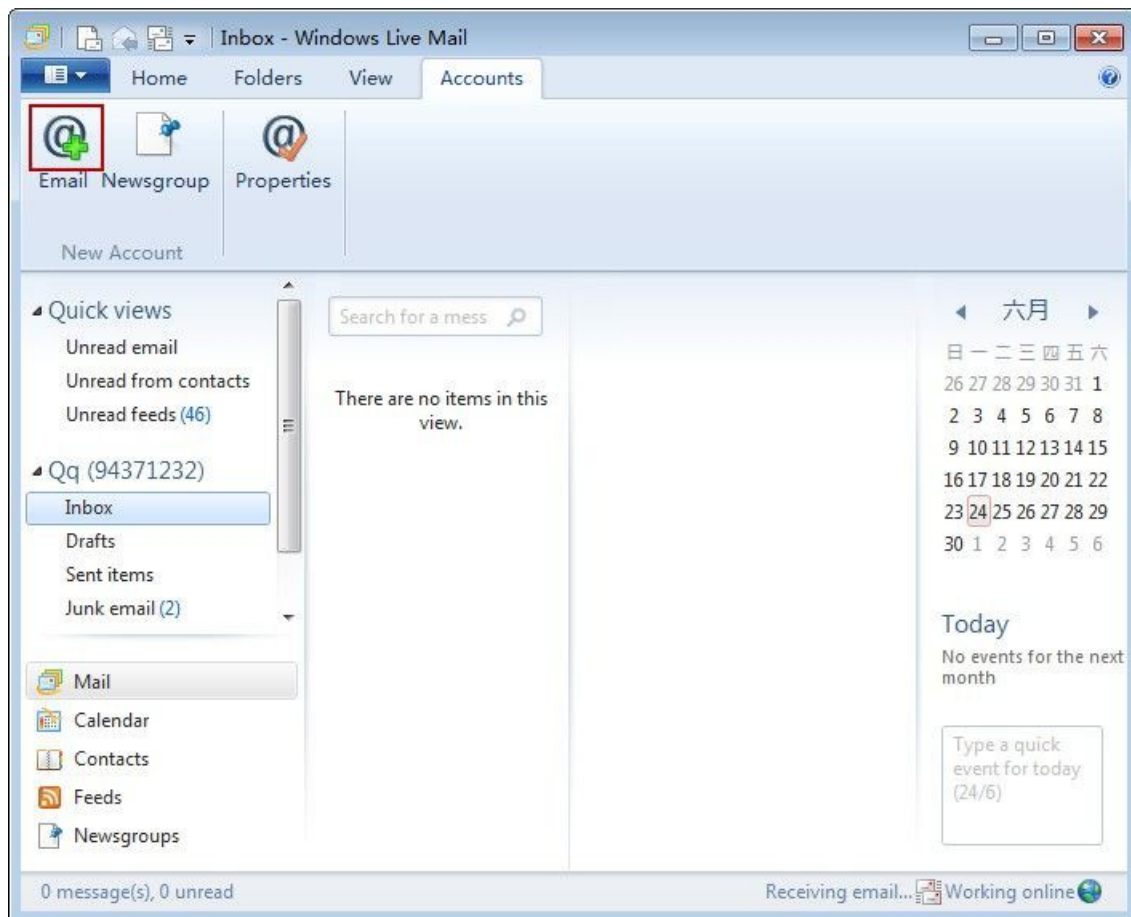 Inbox - Windows Live Mail
Home Folders View Accounts
Email Newsgroup Properties
New Account
Quick views
Unread email
Unread from contacts
Unread feeds (46)
Qq (94371232)
Inbox
Drafts
Sent items
Junk email (2)
Mail
Calendar
Contacts
Feeds
Newsgroups
Search for a mess
There are no items in this
view.
六月
日 一 二 三 四 五 六
26 27 28 29 30 31 1
2 3 4 5 6 7 8
9 10 11 12 13 14 15
16 17 18 19 20 21 22
23 24 25 26 27 28 29
30 1 2 3 4 5 6
Today
No events for the next
month
Type a quick
event for today
(24/6)
0 message(s), 0 unread
Receiving email... Working online